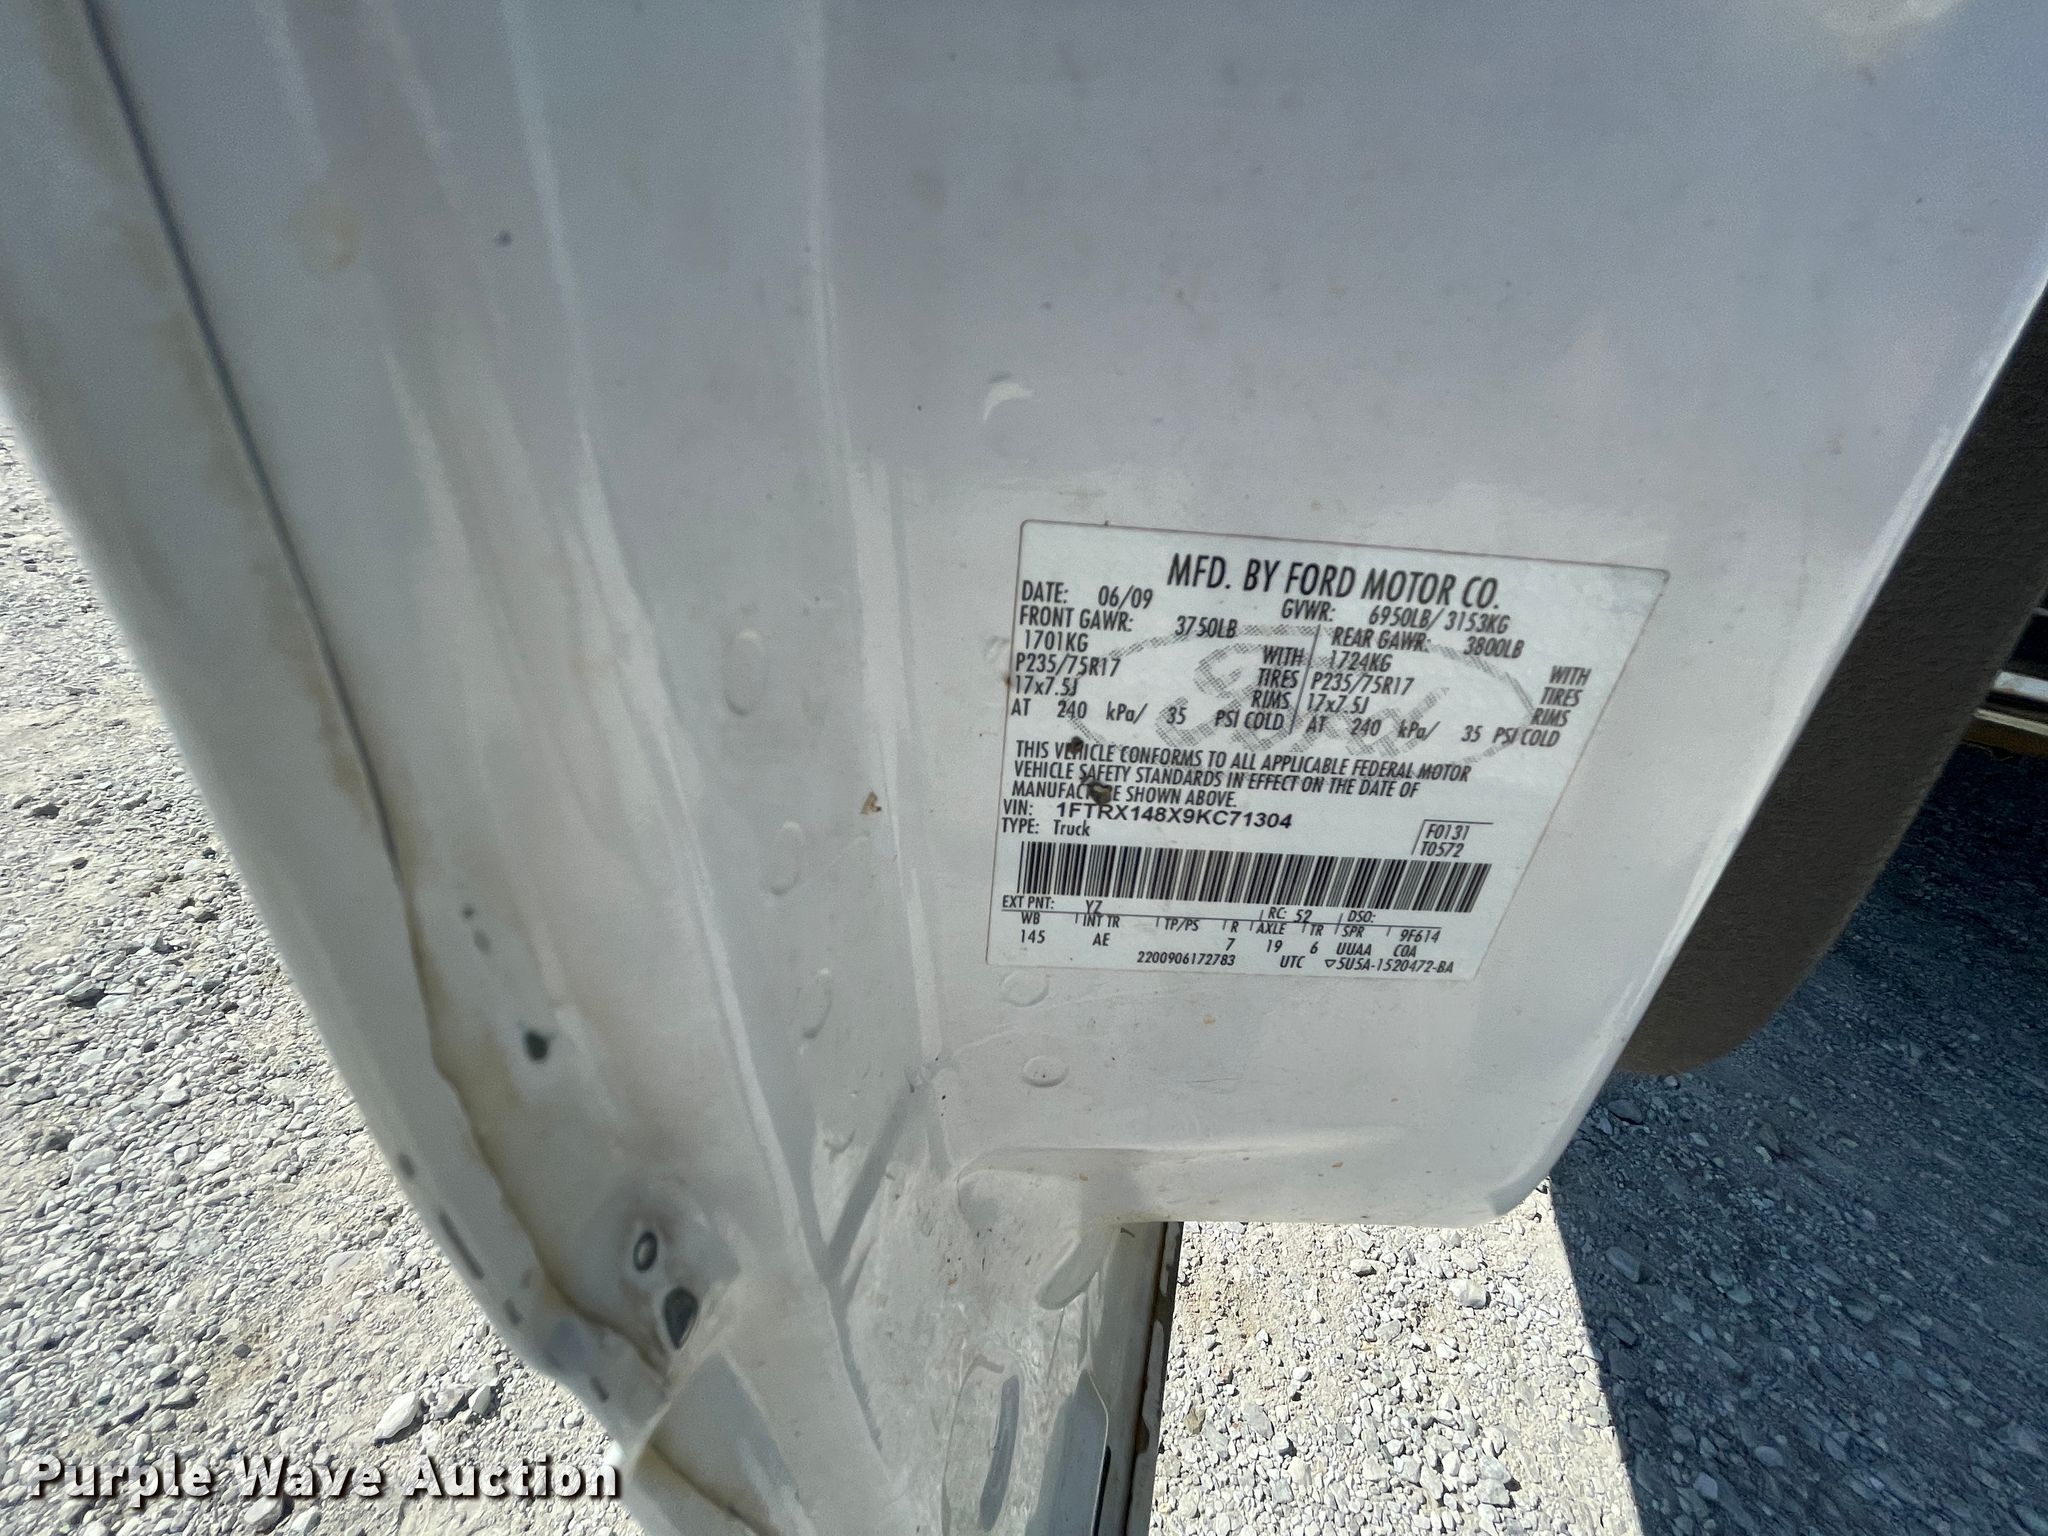 MFD. BY FORD MOTOR CO.
DATE: 06/09 GVWR: 6950LB/ 3153KG
FRONT GAWR: 3750LB REAR GAWR: 3800LB
1701KG WITH 1724KG WITH
P235/75R17 TIRES P235/75R17 TIRES
17x7.5J RIMS 17x7.5J RIMS
AT 240 kPa/ 35 PSI COLD AT 240 kPa/ 35 PSI COLD
Ford
THIS VEHICLE CONFORMS TO ALL APPLICABLE FEDERAL MOTOR
VEHICLE SAFETY STANDARDS IN EFFECT ON THE DATE OF
MANUFACTURE SHOWN ABOVE.
VIN: 1FTRX148X9KC71304
TYPE: Truck F0131
T0572
EXT PNT: YZ RC: 52 DSO:
WB INT TR TP/PS R AXLE TR SPR 9F614
145 AE 7 19 6 UUAA COA
2200906172783 UTC ▽5U5A-1520472-BA
Purple Wave Auction